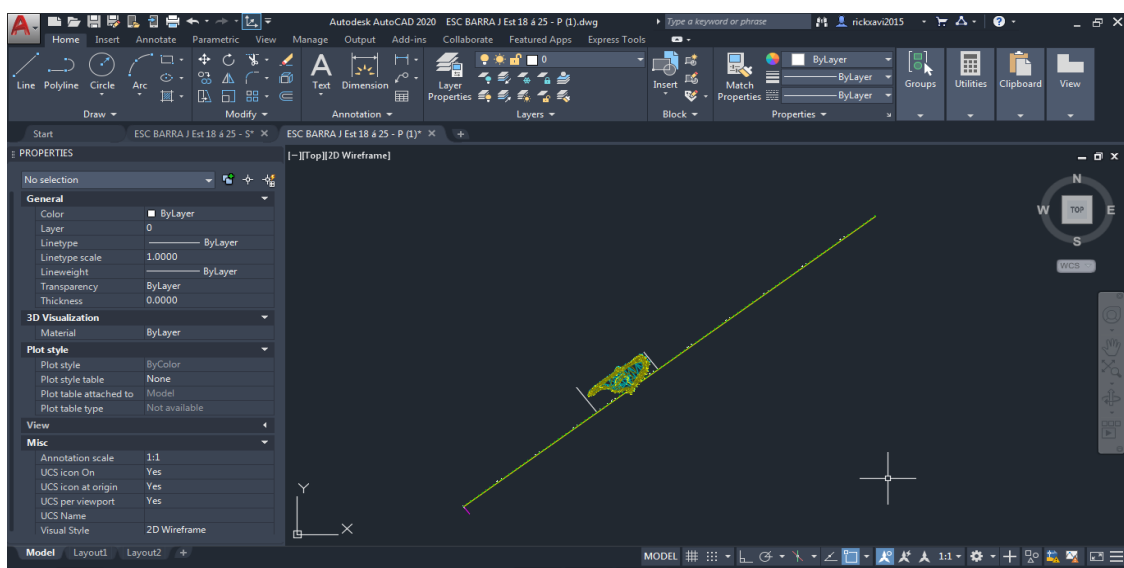 A Autodesk AutoCAD 2020 ESC BARRA J Est 18 á 25 - P (1).dwg Type a keyword or phrase rickxavi2015
Home Insert Annotate Parametric View Manage Output Add-ins Collaborate Featured Apps Express Tools
Line Polyline Circle Arc Text Dimension Layer Properties 0 Insert Match Properties ByLayer ByLayer ByLayer Groups Utilities Clipboard View
Draw Modify Annotation Layers Block Properties
Start ESC BARRA J Est 18 á 25 - S* ESC BARRA J Est 18 á 25 - P (1)*
PROPERTIES
[−][Top][2D Wireframe]
No selection
General
Color ByLayer
Layer 0
Linetype ByLayer
Linetype scale 1.0000
Lineweight ByLayer
Transparency ByLayer
Thickness 0.0000
3D Visualization
Material ByLayer
Plot style
Plot style ByColor
Plot style table None
Plot table attached to Model
Plot table type Not available
View
Misc
Annotation scale 1:1
UCS icon On Yes
UCS icon at origin Yes
UCS per viewport Yes
UCS Name
Visual Style 2D Wireframe
N
W TOP E
S
WCS
Y
X
Model Layout1 Layout2 +
MODEL 1:1